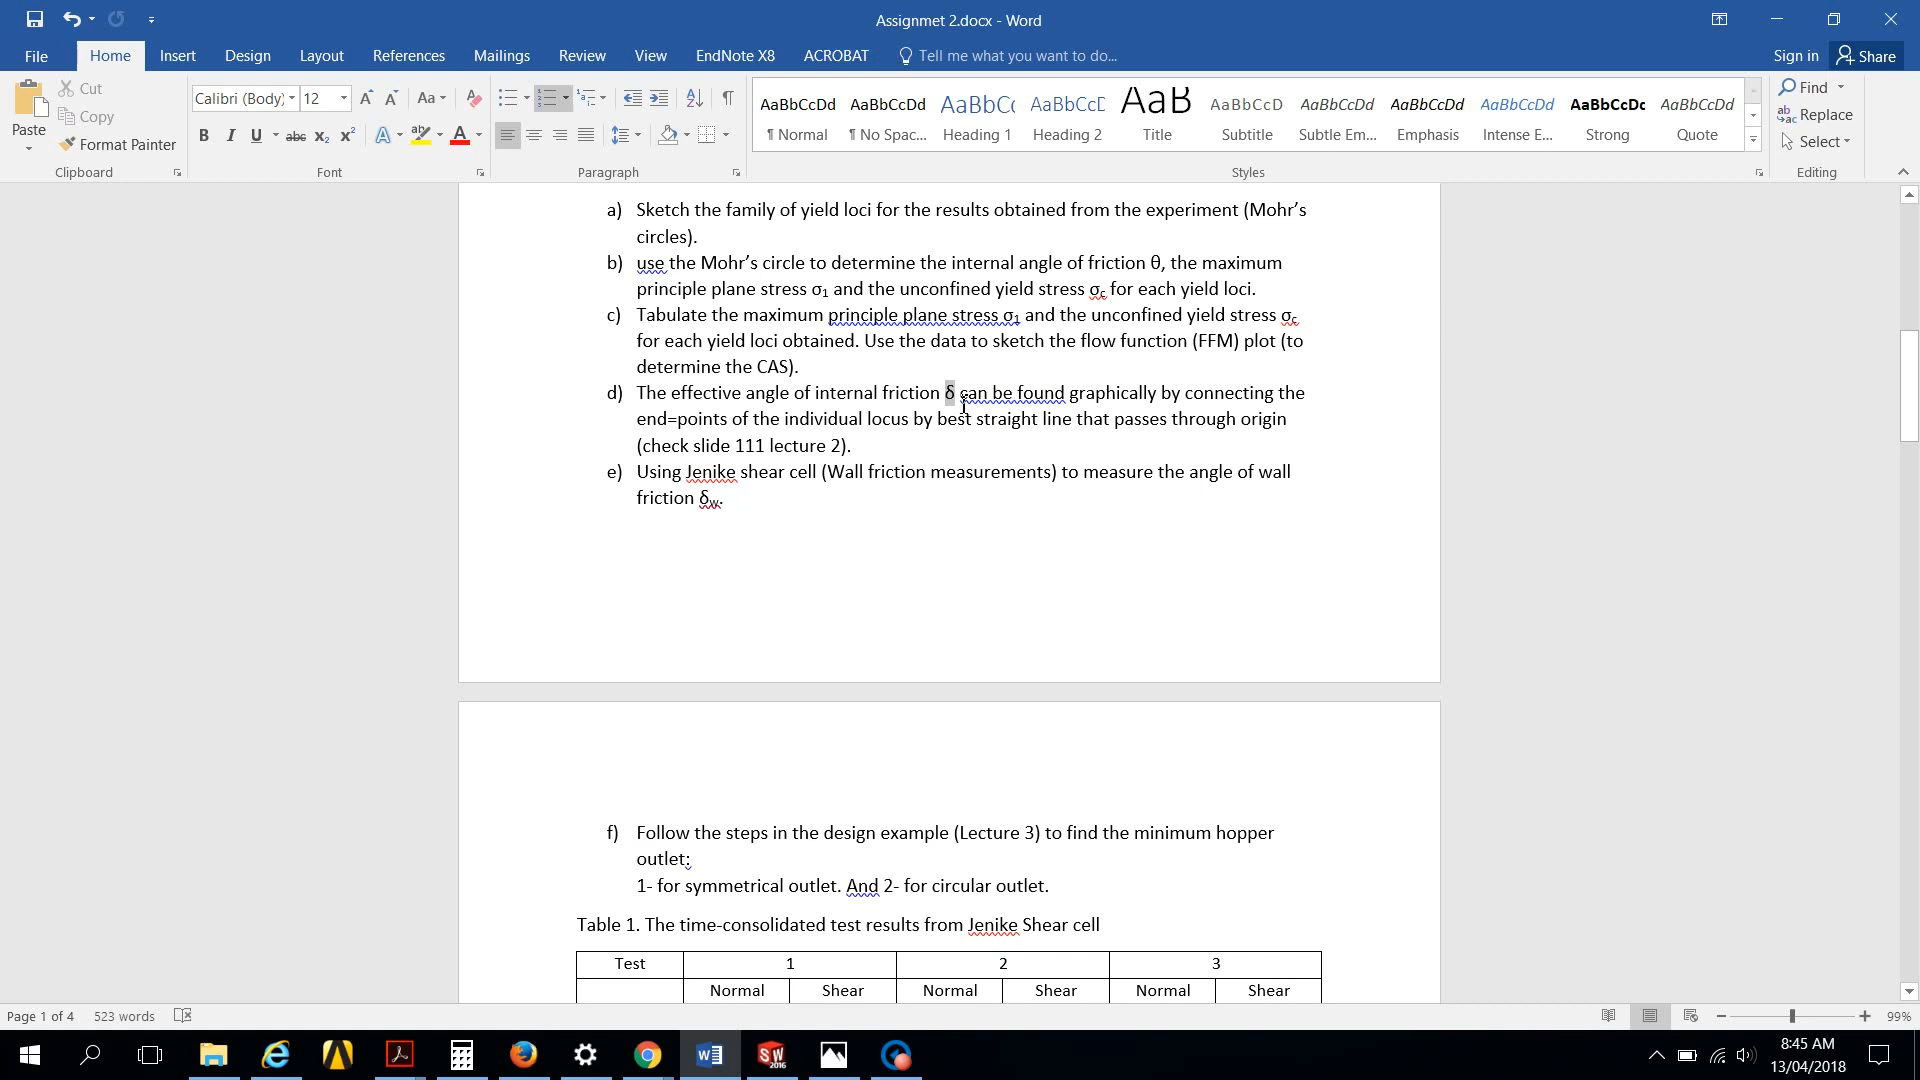 Assignmet 2.docx - Word
File Home Insert Design Layout References Mailings Review View EndNote X8 ACROBAT Tell me what you want to do... Sign in Share
Paste
Cut
Copy
Format Painter
Clipboard
Calibri (Body) 12
Font
Paragraph
AaBbCcDd AaBbCcDd AaBbC( AaBbCcE AaB AaBbCcD AaBbCcDd AaBbCcDd AaBbCcDd AaBbCcDc AaBbCcDd
¶ Normal ¶ No Spac... Heading 1 Heading 2 Title Subtitle Subtle Em... Emphasis Intense E... Strong Quote
Styles
Find
Replace
Select
Editing
a) Sketch the family of yield loci for the results obtained from the experiment (Mohr’s
circles).
b) use the Mohr’s circle to determine the internal angle of friction θ, the maximum
principle plane stress σ1 and the unconfined yield stress σc for each yield loci.
c) Tabulate the maximum principle plane stress σ1 and the unconfined yield stress σc
for each yield loci obtained. Use the data to sketch the flow function (FFM) plot (to
determine the CAS).
d) The effective angle of internal friction δ can be found graphically by connecting the
end=points of the individual locus by best straight line that passes through origin
(check slide 111 lecture 2).
e) Using Jenike shear cell (Wall friction measurements) to measure the angle of wall
friction δw.
f) Follow the steps in the design example (Lecture 3) to find the minimum hopper
outlet:
1- for symmetrical outlet. And 2- for circular outlet.
Table 1. The time-consolidated test results from Jenike Shear cell
Test 1 2 3
Normal Shear Normal Shear Normal Shear
Page 1 of 4 523 words 99%
8:45 AM
13/04/2018